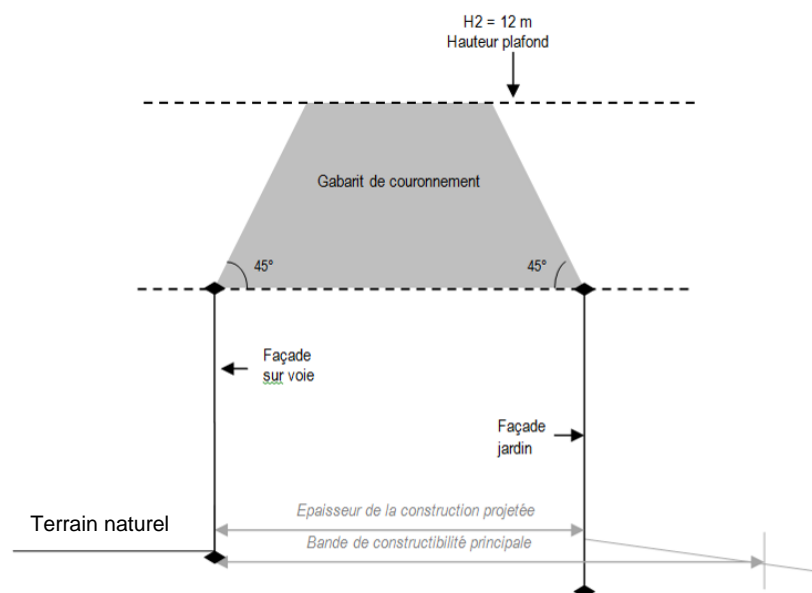 H2 = 12 m
Hauteur plafond
Gabarit de couronnement
45°
45°
Façade
sur voie
Façade
jardin
Terrain naturel
Epaisseur de la construction projetée
Bande de constructibilité principale